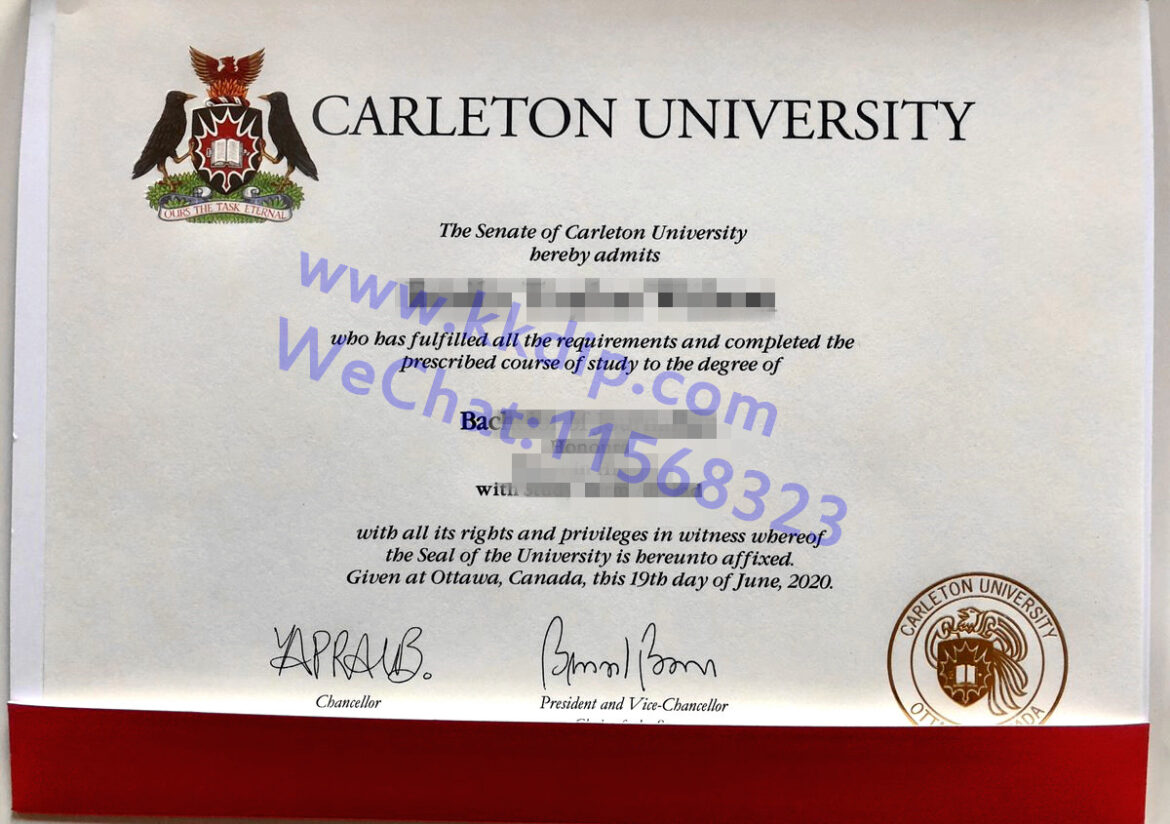 CARLETON UNIVERSITY
OURS THE TASK ETERNAL
The Senate of Carleton University
hereby admits
www.kkdip.com
who has fulfilled all the requirements and completed the
prescribed course of study to the degree of
WeChat:11568323
Honours
with
with all its rights and privileges in witness whereof
the Seal of the University is hereunto affixed.
Given at Ottawa, Canada, this 19th day of June, 2020.
Chancellor
President and Vice-Chancellor
CARLETON UNIVERSITY